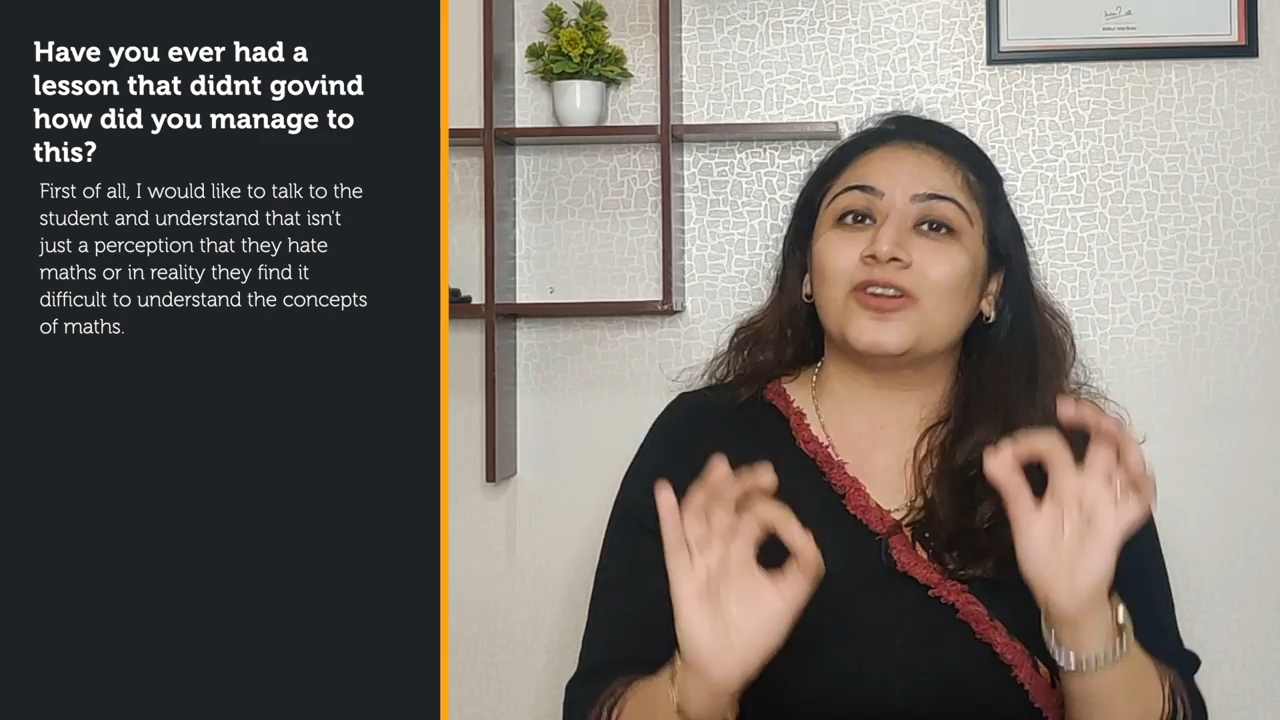 Have you ever had a
lesson that didnt govind
how did you manage to
this?
First of all, I would like to talk to the
student and understand that isn't
just a perception that they hate
maths or in reality they find it
difficult to understand the concepts
of maths.